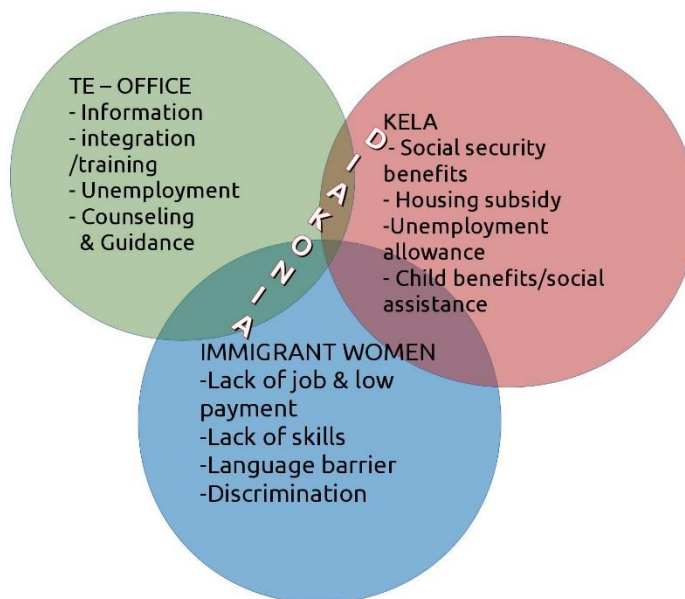 TE – OFFICE
- Information
- integration
/training
- Unemployment
- Counseling
& Guidance
KELA
- Social security
benefits
- Housing subsidy
-Unemployment
allowance
- Child benefits/social
assistance
DIAKONIA
IMMIGRANT WOMEN
-Lack of job & low
payment
-Lack of skills
-Language barrier
-Discrimination